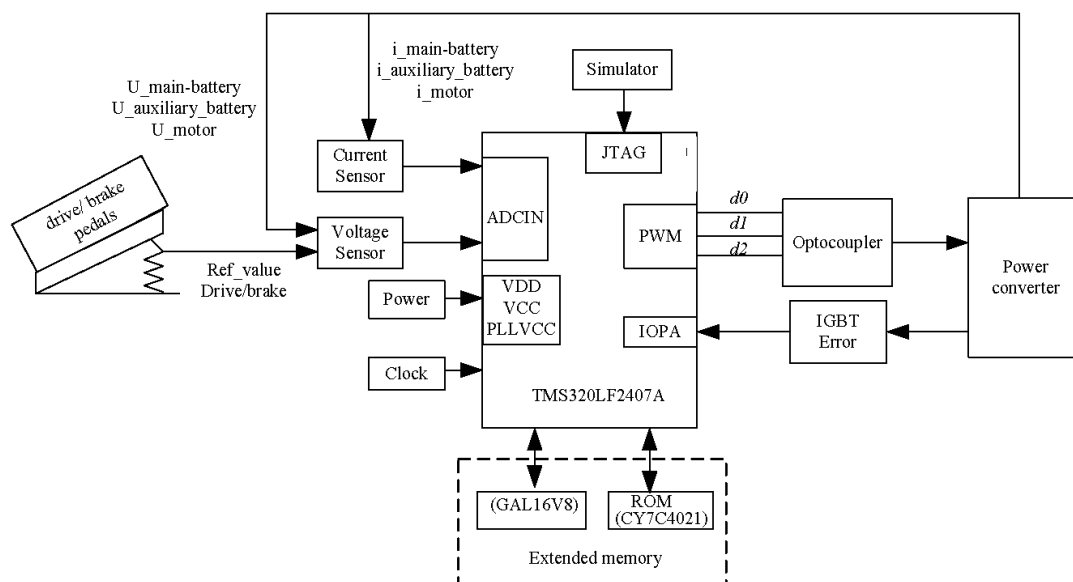 i_main-battery
i_auxiliary_battery
i_motor
U_main-battery
U_auxiliary_battery
U_motor
Simulator
JTAG
Current
Sensor
drive/ brake
pedals
ADCIN
Voltage
Sensor
Ref_value
Drive/brake
PWM
d0
d1
d2
Optocoupler
Power
converter
Power
VDD
VCC
PLLVCC
IOPA
IGBT
Error
Clock
TMS320LF2407A
(GAL16V8)
ROM
(CY7C4021)
Extended memory